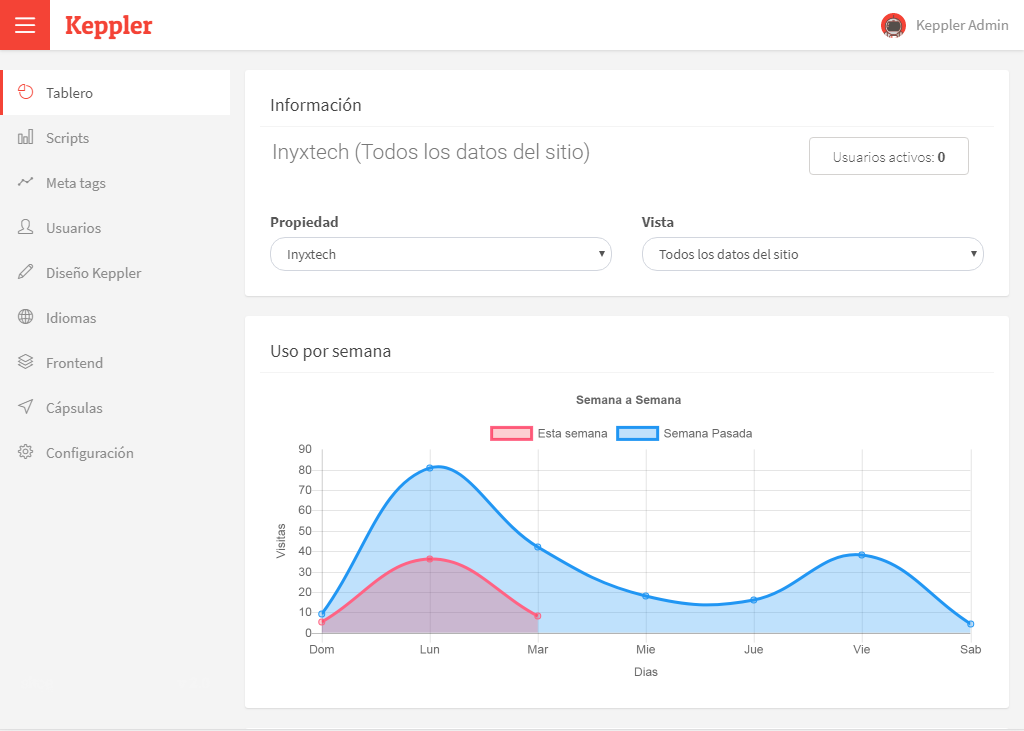 Keppler
Keppler Admin
Tablero
Scripts
Meta tags
Usuarios
Diseño Keppler
Idiomas
Frontend
Cápsulas
Configuración
Información
Inyxtech (Todos los datos del sitio)
Usuarios activos: 0
Propiedad
Vista
Inyxtech
Todos los datos del sitio
Uso por semana
Semana a Semana
Esta semana
Semana Pasada
90
80
70
60
50
40
30
20
10
0
Visitas
Dom Lun Mar Mie Jue Vie Sab
Dias